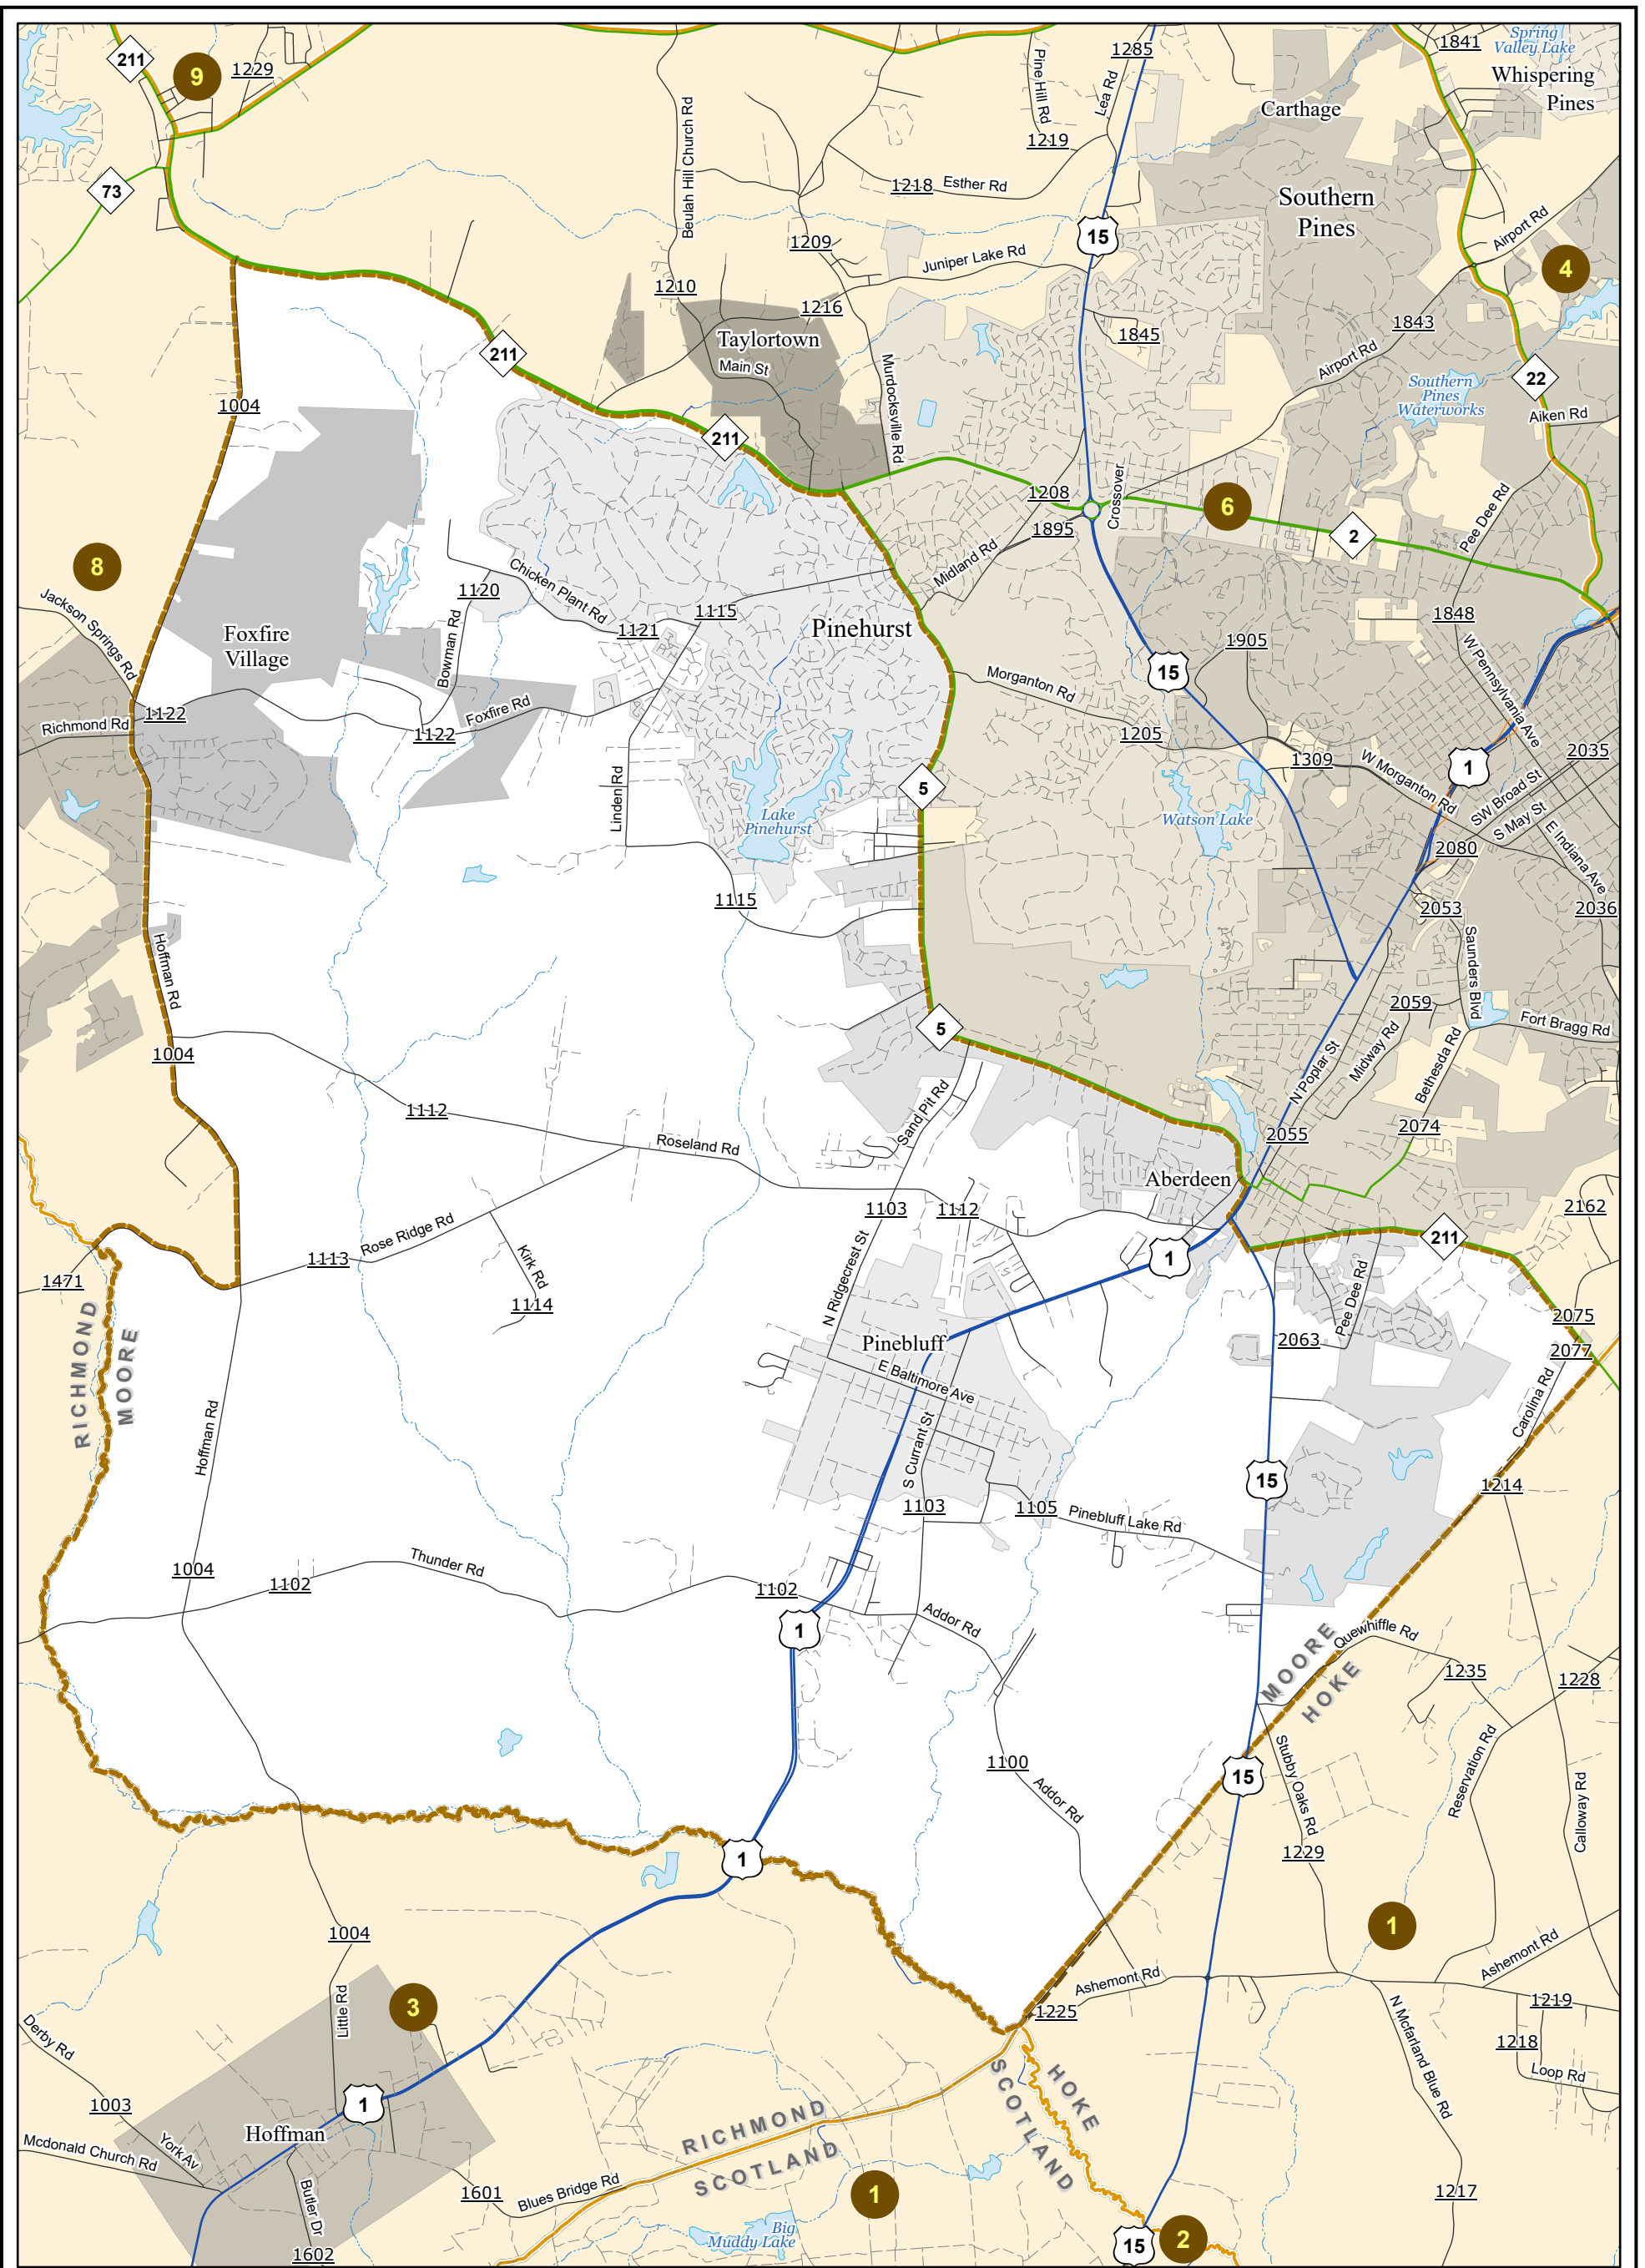 1285
1841
Spring
Valley Lake
211
9
1229
Whispering
Pines
Pine Hill Rd
Lea Rd
Carthage
Beulah Hill Church Rd
1219
73
1218
Esther Rd
Southern
Pines
Airport Rd
15
1209
Juniper Lake Rd
4
1210
1216
1843
1845
Taylortown
Main St
211
Murdocksville Rd
Airport Rd
22
Southern
Pines
Waterworks
1004
Aiken Rd
211
1208
Crossover
6
Pee Dee Rd
1895
2
Midland Rd
8
Chicken Plant Rd
1120
Jackson Springs Rd
1115
1848
Foxfire
Village
1121
Pinehurst
1905
Bowman Rd
W Pennsylvania Ave
15
Morganton Rd
1122
Foxfire Rd
Richmond Rd
1122
1205
2035
1309
1
W Morganton Rd
5
Linden Rd
SW Broad St
S May St
Lake
Pinehurst
Watson Lake
2080
E Indiana Ave
1115
2053
2036
Hoffman Rd
Saunders Blvd
2059
5
Fort Bragg Rd
1004
N Poplar St
Midway Rd
Bethesda Rd
1112
Sand Pit Rd
2074
Roseland Rd
2055
Aberdeen
1103
1112
2162
Rose Ridge Rd
211
1113
Kirk Rd
1
1471
N Ridgecrest St
Pee Dee Rd
1114
2075
RICHMOND
MOORE
Pinebluff
2063
2077
E Baltimore Ave
Carolina Rd
Hoffman Rd
S Currant St
15
1214
1103
1105
Pinebluff Lake Rd
Thunder Rd
1004
1102
1102
Addor Rd
1
MOORE
HOKE
Quewhiffle Rd
1235
1228
1100
Stubby Oaks Rd
Addor Rd
15
Reservation Rd
Calloway Rd
1
1229
1
1004
Ashemont Rd
Ashemont Rd
3
Little Rd
1225
1219
Derby Rd
1218
N Mcfarland Blue Rd
Loop Rd
1
1003
HOKE
SCOTLAND
RICHMOND
SCOTLAND
Hoffman
York Av
Mcdonald Church Rd
Butler Dr
1601
Blues Bridge Rd
1
1217
Big
Muddy Lake
15
2
1602